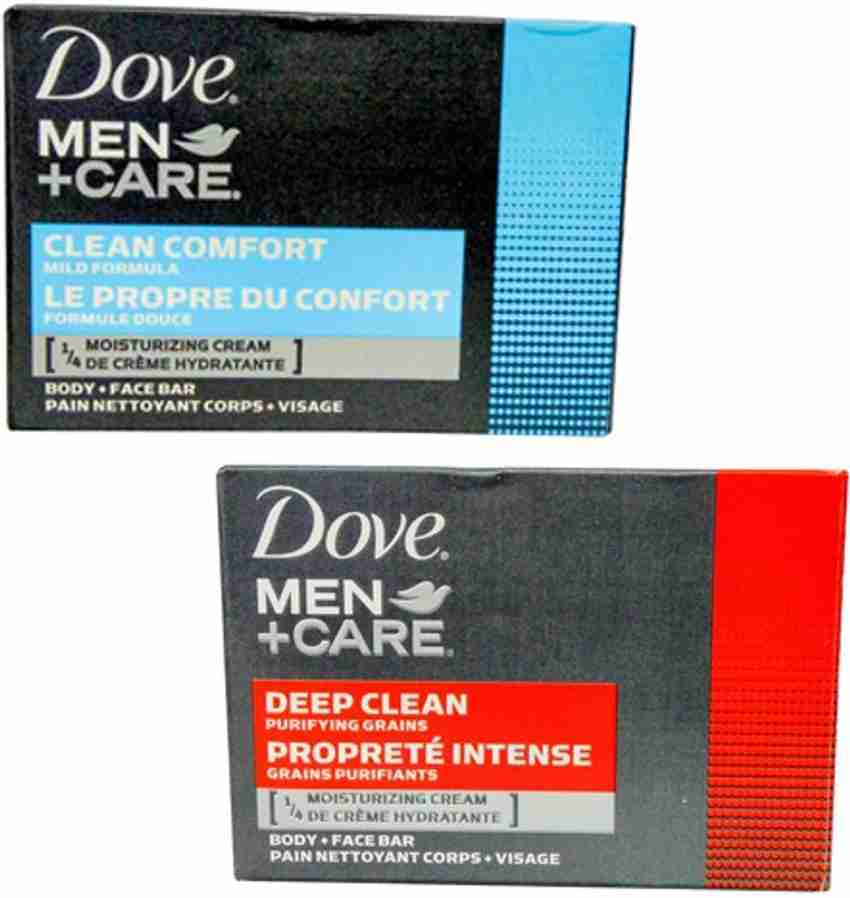 Dove.
MEN
+CARE.
CLEAN COMFORT
MILD FORMULA
LE PROPRE DU CONFORT
FORMULE DOUCE
[ 1/4 MOISTURIZING CREAM
DE CRÈME HYDRATANTE ]
BODY + FACE BAR
PAIN NETTOYANT CORPS + VISAGE
Dove.
MEN
+CARE.
DEEP CLEAN
PURIFYING GRAINS
PROPRETÉ INTENSE
GRAINS PURIFIANTS
[ 1/4 MOISTURIZING CREAM
DE CRÈME HYDRATANTE ]
BODY + FACE BAR
PAIN NETTOYANT CORPS + VISAGE